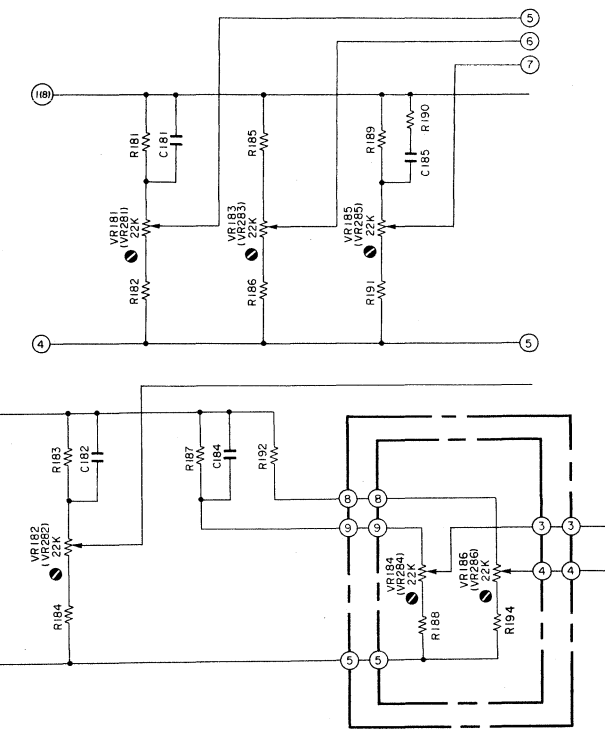 5
6
7
1(8)
R181
C181
R185
R189
R190
C185
VR181
(VR281)
22K
VR183
(VR283)
22K
VR185
(VR285)
22K
R182
R186
R191
4
5
R183
C182
R187
C184
R192
VR182
(VR282)
22K
R184
8
8
9
9
3
3
4
4
VR184
(VR284)
22K
VR186
(VR286)
22K
R188
R194
5
5